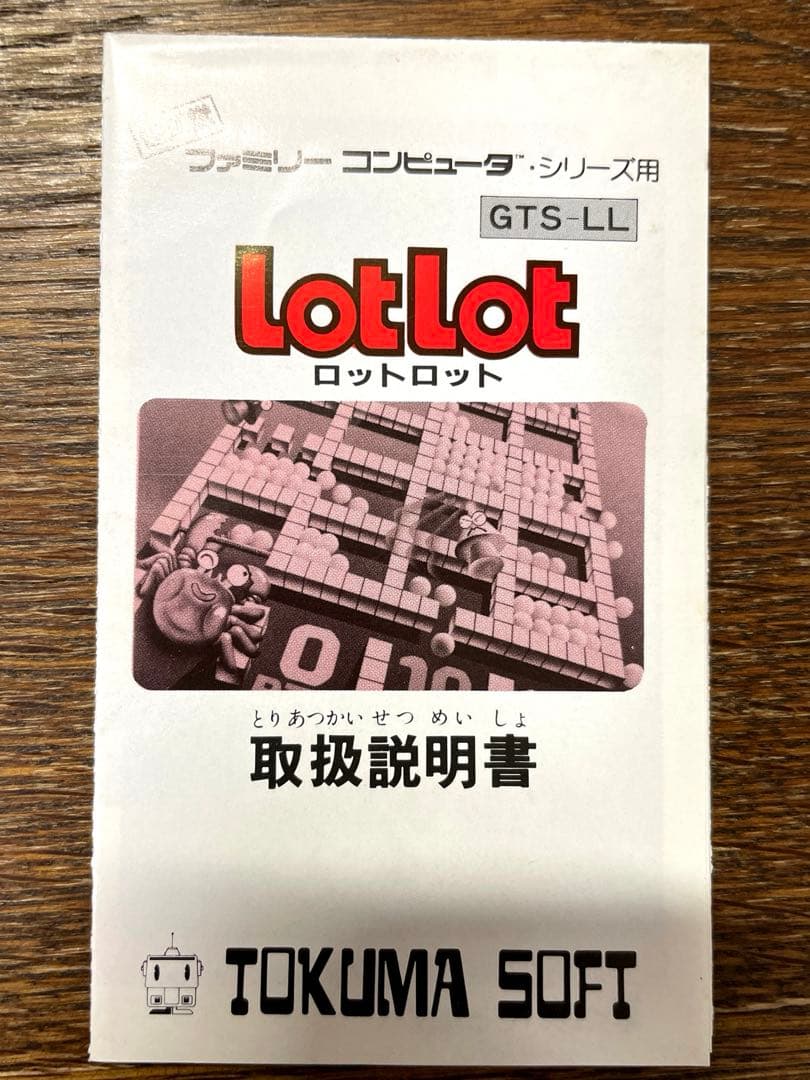 ファミリー コンピュータ™・シリーズ用
GTS-LL
LotLot
ロットロット
0
10
とりあつかいせつめいしょ
取扱説明書
TOKUMA SOFT